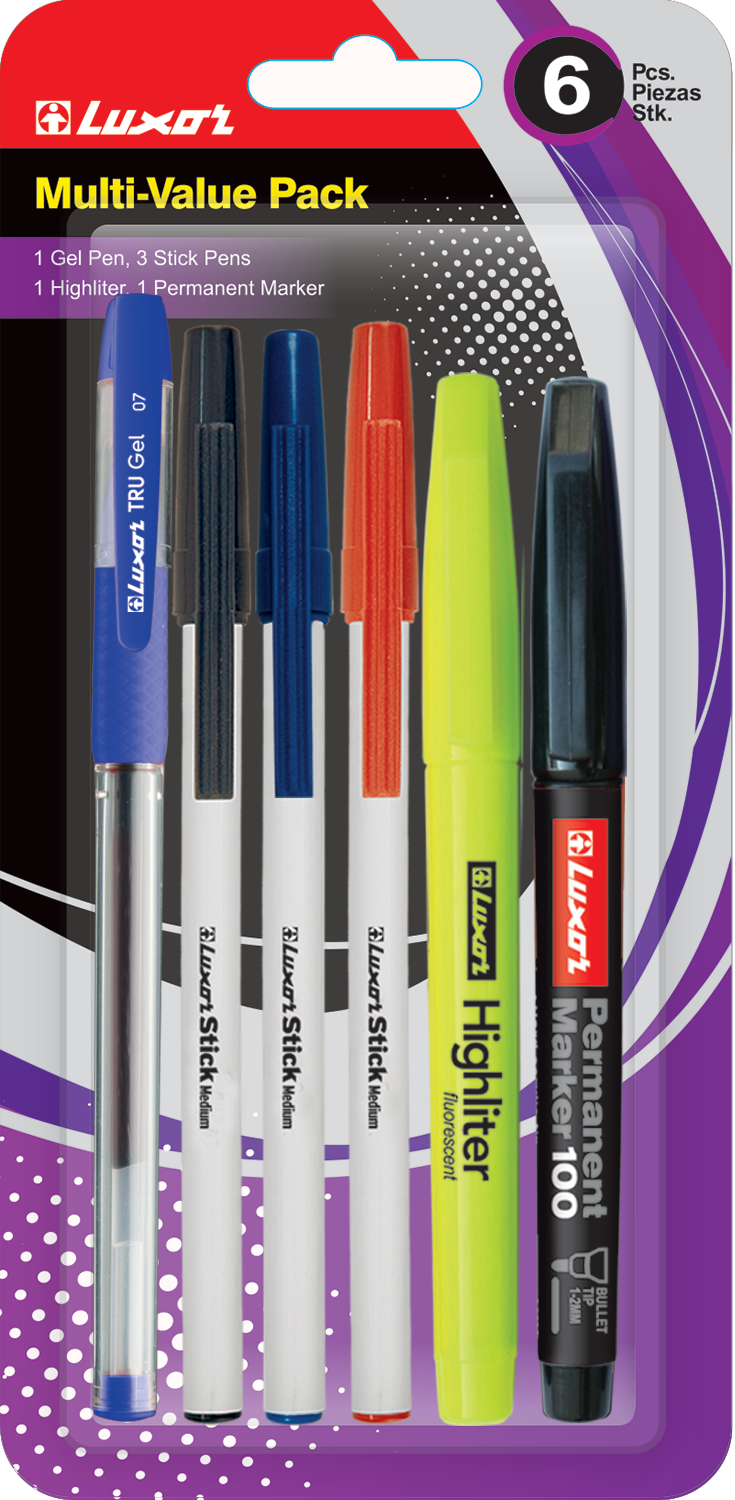 Luxor
6
Pcs.
Piezas
Stk.
Multi-Value Pack
1 Gel Pen, 3 Stick Pens
1 Highliter, 1 Permanent Marker
Luxor TRU Gel 07
Luxor Stick Medium
Luxor Stick Medium
Luxor Stick Medium
Luxor Highliter
fluorescent
Luxor
Permanent
Marker 100
BULLET
TIP
1-2MM